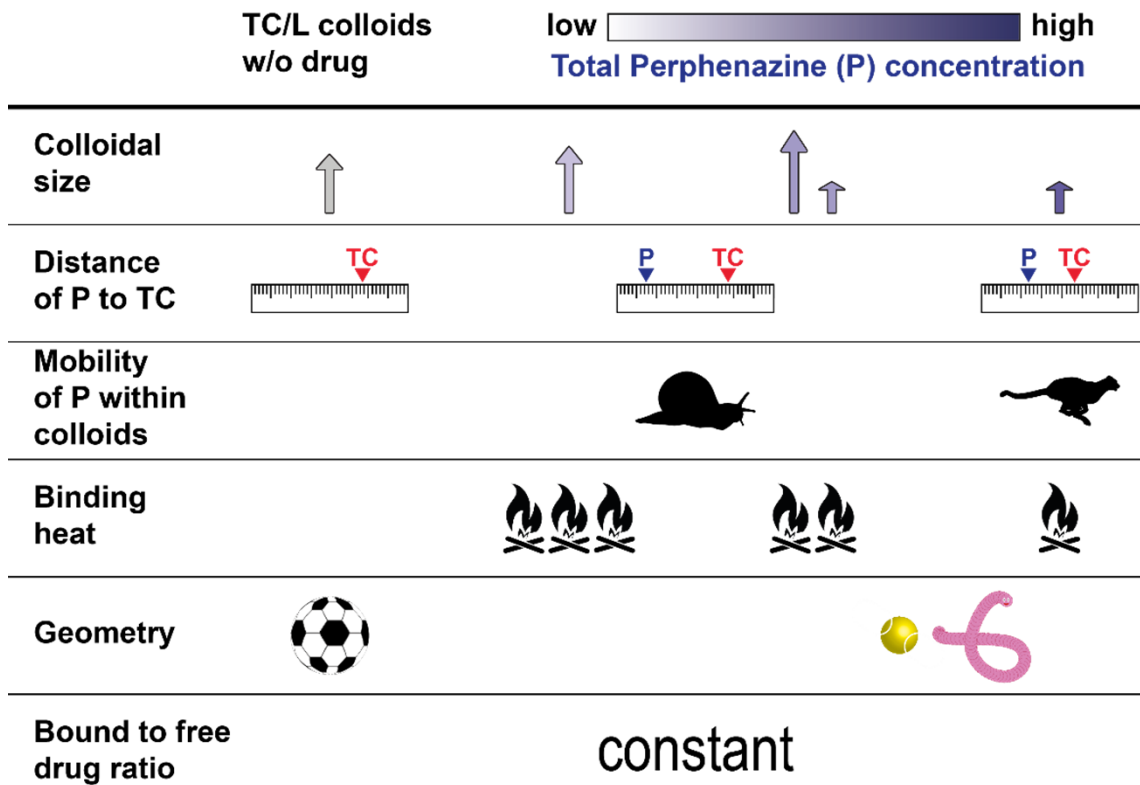 TC/L colloids
w/o drug
low
high
Total Perphenazine (P) concentration
Colloidal
size
Distance
of P to TC
TC
P
TC
P
TC
Mobility
of P within
colloids
Binding
heat
Geometry
Bound to free
drug ratio
constant